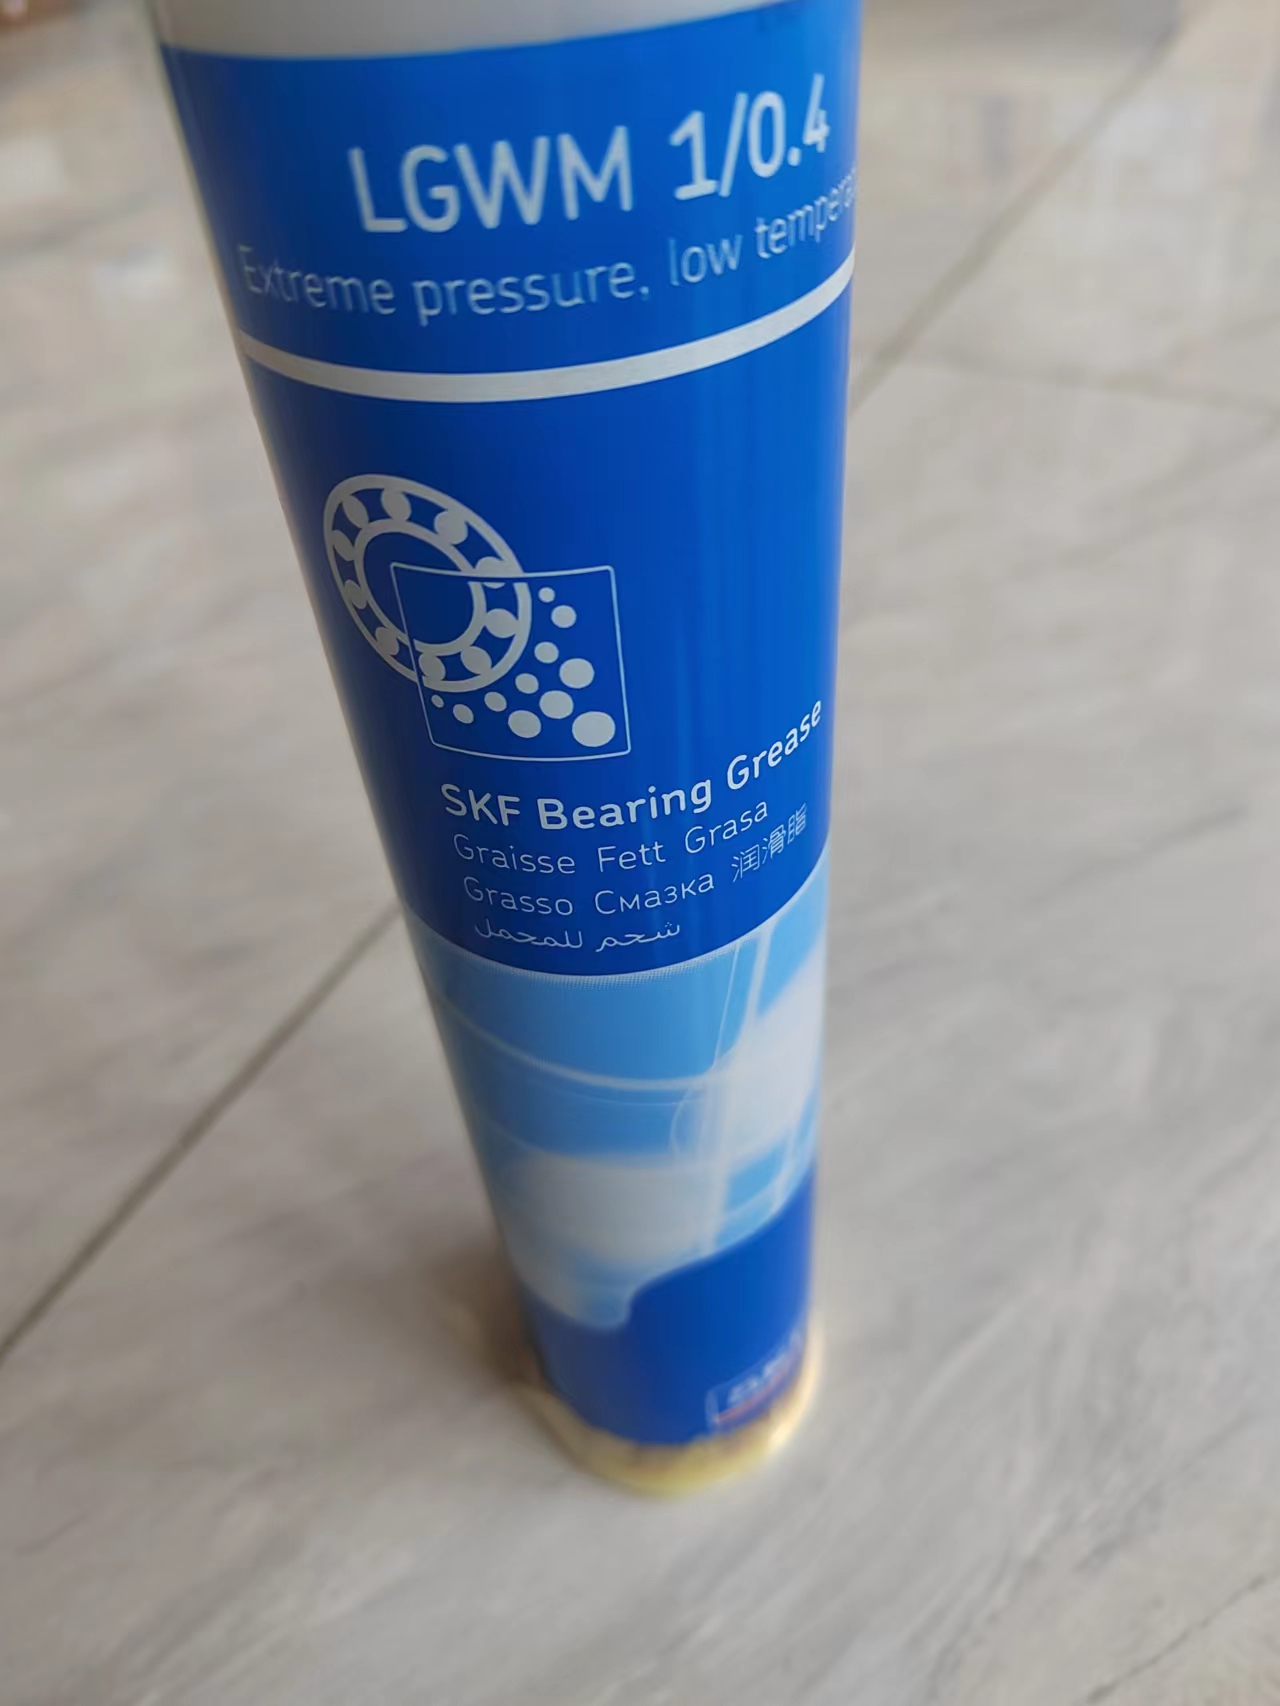 LGWM 1/0.4
Extreme pressure, low
SKF Bearing Grease
Graisse Fett Grasa
Grasso Смазка 润滑脂
شحم للمحمل